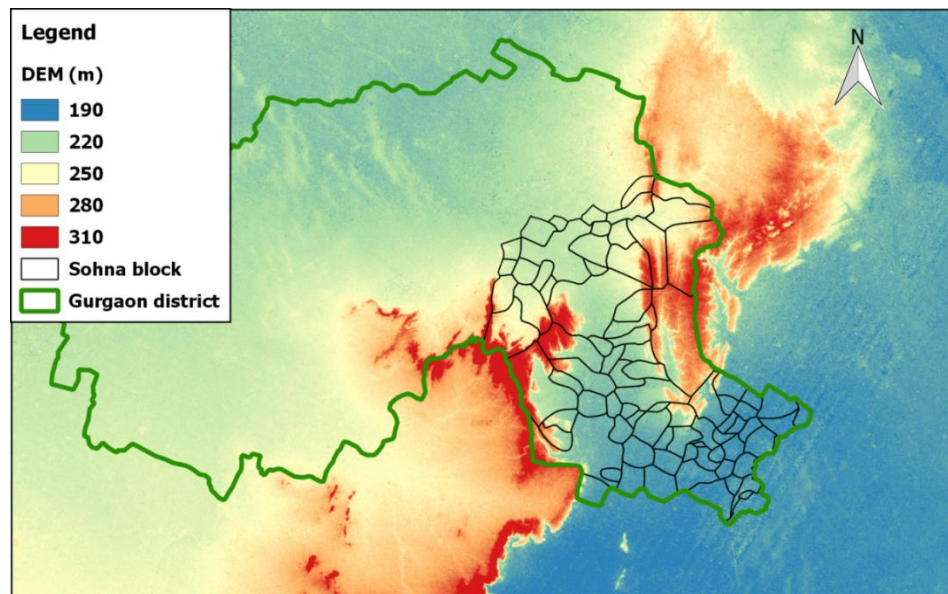 Legend
DEM (m)
190
220
250
280
310
Sohna block
Gurgaon district
N